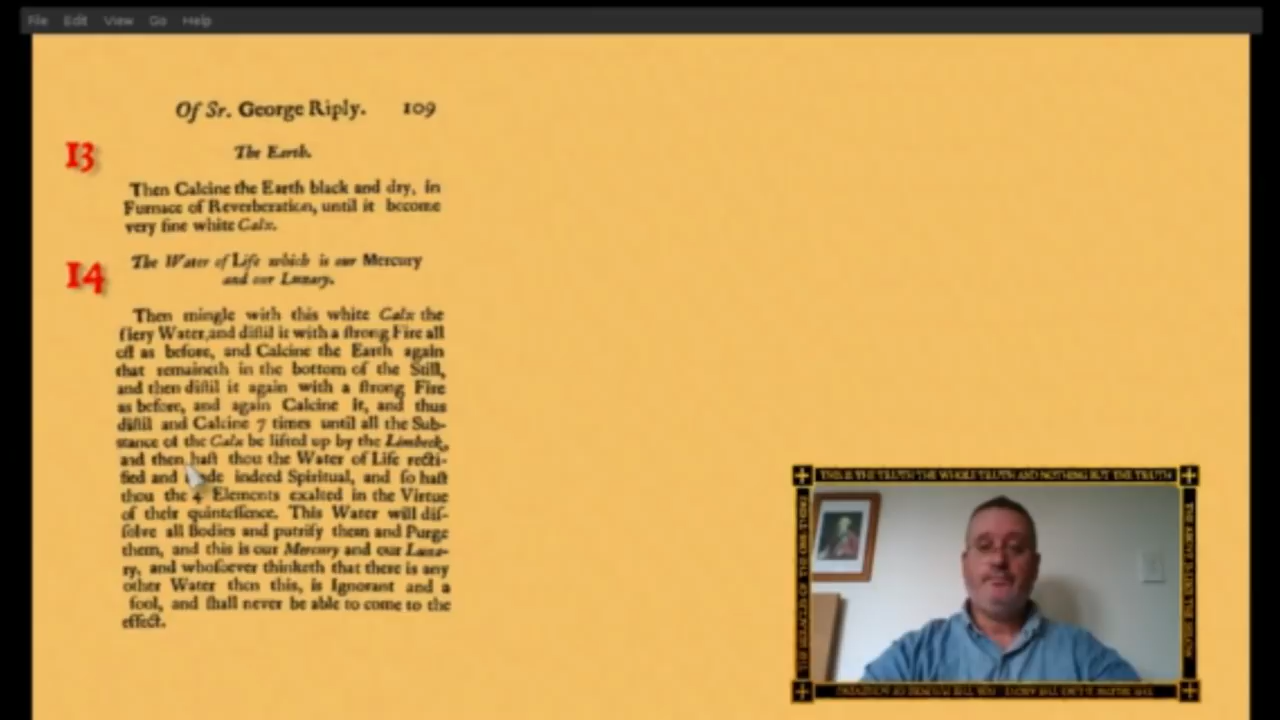 File Edit View Go Help
Of Sr. George Riply. 109
13
The Earth.
Then Calcine the Earth black and dry, in
Furnace of Reverberation, until it become
very fine white Calx.
14
The Water of Life which is our Mercury
and our Lunary.
Then mingle with this white Calx the
fiery Water, and distil it with a strong Fire all
off as before, and Calcine the Earth again
that remaineth in the bottom of the Still,
and then distil it again with a strong Fire
as before, and again Calcine it, and thus
distil and Calcine 7 times until all the Sub-
stance of the Calx be lifted up by the Limbeck,
and then hast thou the Water of Life recti-
fied and indeed Spiritual, and so hast
thou the 4 Elements exalted in the Virtue
of their quintessence. This Water will dis-
solve all Bodies and putrify them and Purge
them, and this is our Mercury and our Luna-
ry, and whosoever thinketh that there is any
other Water then this, is Ignorant and a
fool, and shall never be able to come to the
effect.
THIS IS THE TRUTH THE WHOLE TRUTH AND NOTHING BUT THE TRUTH